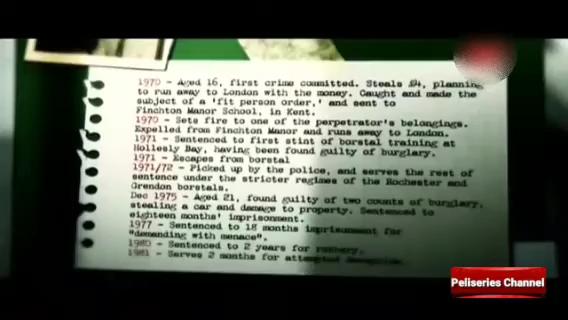 1970 - Aged 16, first crime committed. Steals £4, planning
to run away to London with the money. Caught and made the
subject of a 'fit person order,' and sent to
Finchton Manor School, in Kent.
1970 - Sets fire to one of the perpetrator's belongings.
Expelled from Finchton Manor and runs away to London.
1971 - Sentenced to first stint of borstal training at
Hollesly Bay, having been found guilty of burglary.
1971 - Escapes from borstal
1971/72 - Picked up by the police, and serves the rest of
sentence under the stricter regimes of the Rochester and
Grendon borstals.
Dec 1975 - Aged 21, found guilty of two counts of burglary,
stealing a car and damage to property. Sentenced to
eighteen months' imprisonment.
1977 - Sentenced to 18 months imprisonment for
"demanding with menace".
1980 - Sentenced to 2 years for robbery.
1981 - Serves 2 months for attempted
Peliseries Channel